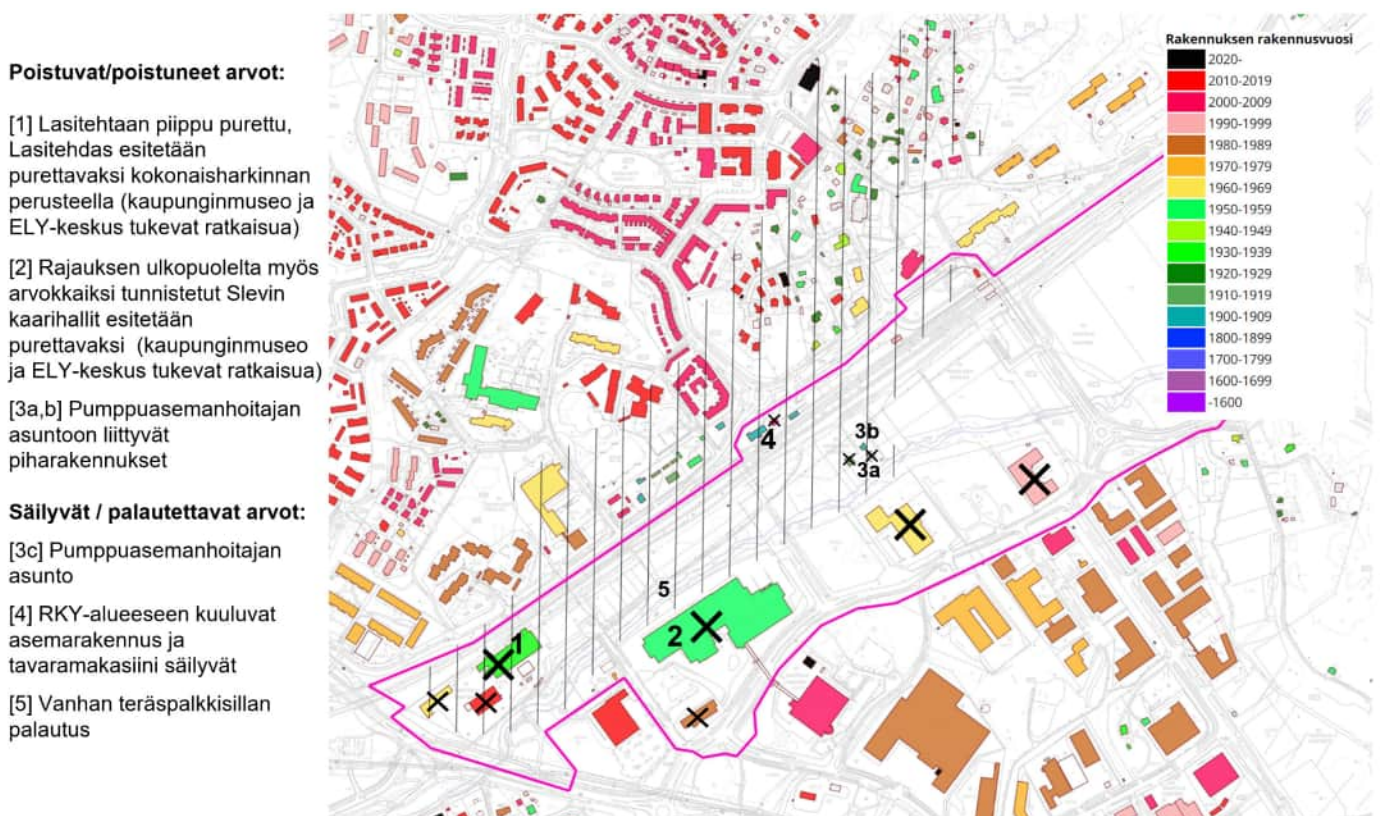 Poistuvat/poistuneet arvot:
[1] Lasitehtaan piippu purettu,
Lasitehdas esitetään
purettavaksi kokonaisharkinnan
perusteella (kaupunginmuseo ja
ELY-keskus tukevat ratkaisua)
[2] Rajauksen ulkopuolelta myös
arvokkaiksi tunnistetut Slevin
kaarihallit esitetään
purettavaksi (kaupunginmuseo
ja ELY-keskus tukevat ratkaisua)
[3a,b] Pumppuasemanhoitajan
asuntoon liittyvät
piharakennukset
Säilyvät / palautettavat arvot:
[3c] Pumppuasemanhoitajan
asunto
[4] RKY-alueeseen kuuluvat
asemarakennus ja
tavaramakasiini säilyvät
[5] Vanhan teräspalkkisillan
palautus
Rakennuksen rakennusvuosi
2020-
2010-2019
2000-2009
1990-1999
1980-1989
1970-1979
1960-1969
1950-1959
1940-1949
1930-1939
1920-1929
1910-1919
1900-1909
1800-1899
1700-1799
1600-1699
-1600
4
3b
3a
5
2
1